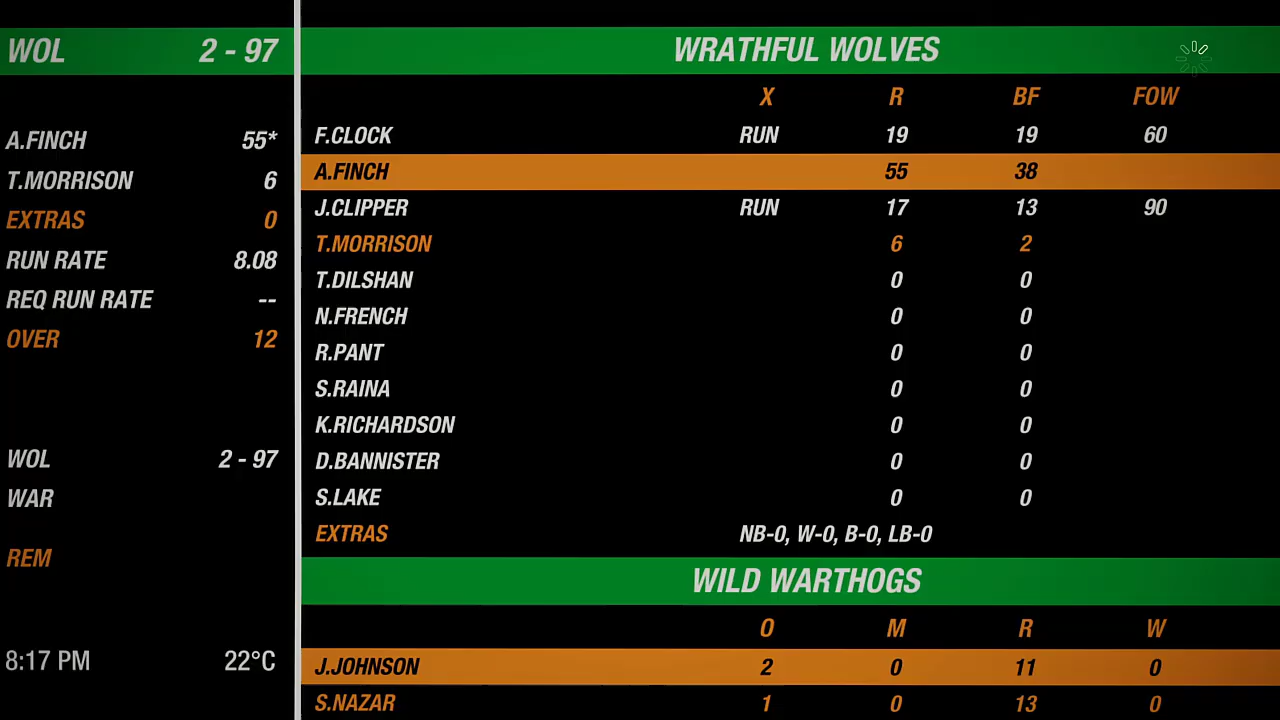 WOL 2 - 97
A.FINCH 55*
T.MORRISON 6
EXTRAS 0
RUN RATE 8.08
REQ RUN RATE --
OVER 12
WOL 2 - 97
WAR
REM
8:17 PM 22°C
WRATHFUL WOLVES
X R BF FOW
F.CLOCK RUN 19 19 60
A.FINCH 55 38
J.CLIPPER RUN 17 13 90
T.MORRISON 6 2
T.DILSHAN 0 0
N.FRENCH 0 0
R.PANT 0 0
S.RAINA 0 0
K.RICHARDSON 0 0
D.BANNISTER 0 0
S.LAKE 0 0
EXTRAS NB-0, W-0, B-0, LB-0
WILD WARTHOGS
O M R W
J.JOHNSON 2 0 11 0
S.NAZAR 1 0 13 0